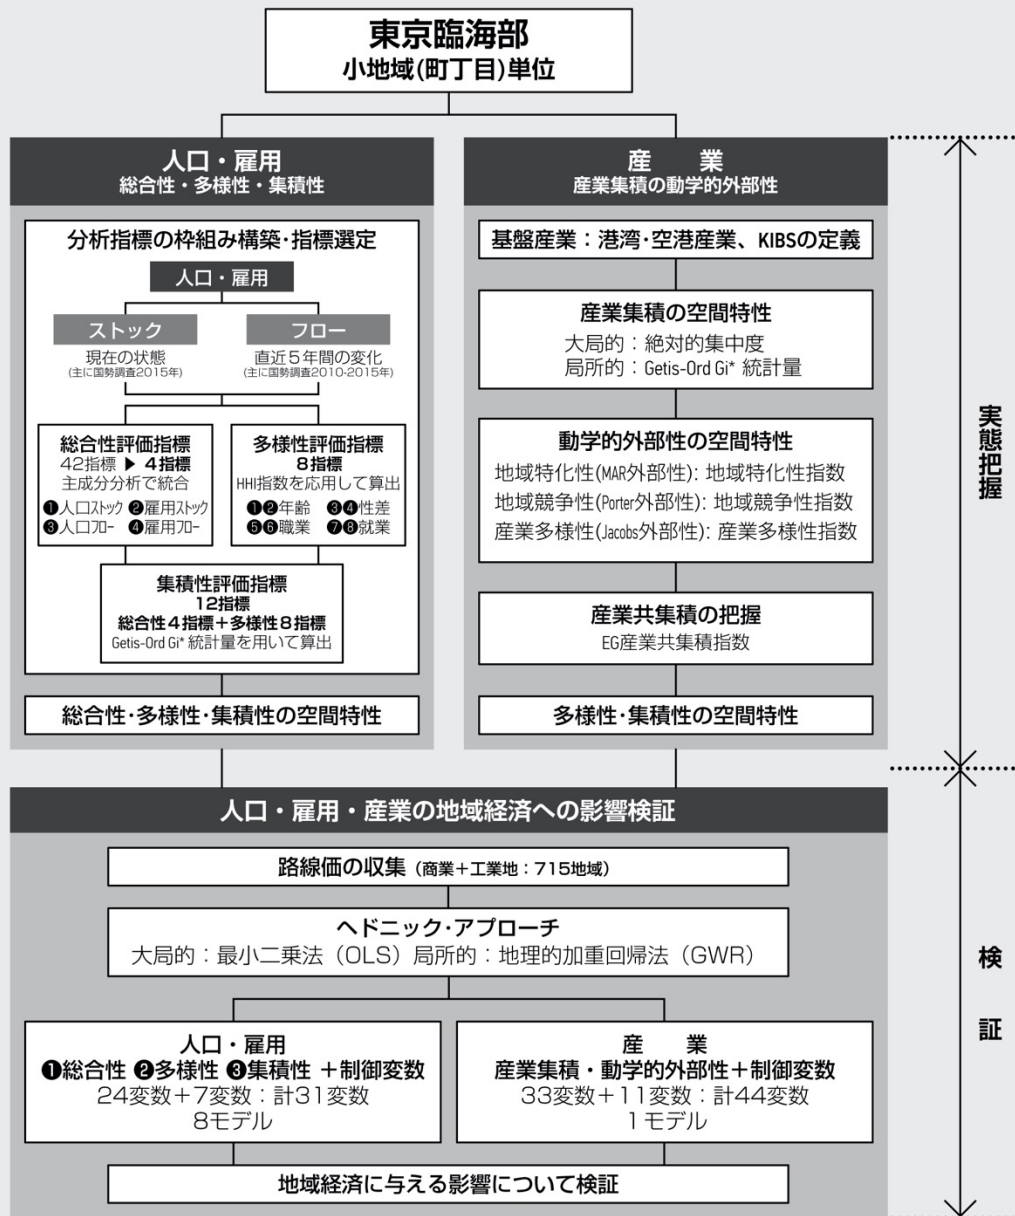 東京臨海部
小地域(町丁目)単位
人口・雇用
総合性・多様性・集積性
分析指標の枠組み構築・指標選定
人口・雇用
ストック
現在の状態
(主に国勢調査2015年)
フロー
直近5年間の変化
(主に国勢調査2010-2015年)
総合性評価指標
42指標 ▶ 4指標
主成分分析で統合
❶人口ストック ❷雇用ストック
❸人口フロー ❹雇用フロー
多様性評価指標
8指標
HHI指数を応用して算出
❶❷年齢 ❸❹性差
❺❻職業 ❼❽就業
集積性評価指標
12指標
総合性4指標＋多様性8指標
Getis-Ord Gi* 統計量を用いて算出
総合性・多様性・集積性の空間特性
産　業
産業集積の動学的外部性
基盤産業：港湾・空港産業、KIBSの定義
産業集積の空間特性
大局的：絶対的集中度
局所的：Getis-Ord Gi* 統計量
動学的外部性の空間特性
地域特化性(MAR外部性): 地域特化性指数
地域競争性(Porter外部性): 地域競争性指数
産業多様性(Jacobs外部性): 産業多様性指数
産業共集積の把握
EG産業共集積指数
多様性・集積性の空間特性
実態把握
人口・雇用・産業の地域経済への影響検証
路線価の収集（商業＋工業地：715地域）
ヘドニック・アプローチ
大局的：最小二乗法（OLS）局所的：地理的加重回帰法（GWR）
人口・雇用
❶総合性 ❷多様性 ❸集積性 ＋制御変数
24変数＋7変数：計31変数
8モデル
産　業
産業集積・動学的外部性＋制御変数
33変数＋11変数：計44変数
1モデル
地域経済に与える影響について検証
検　証